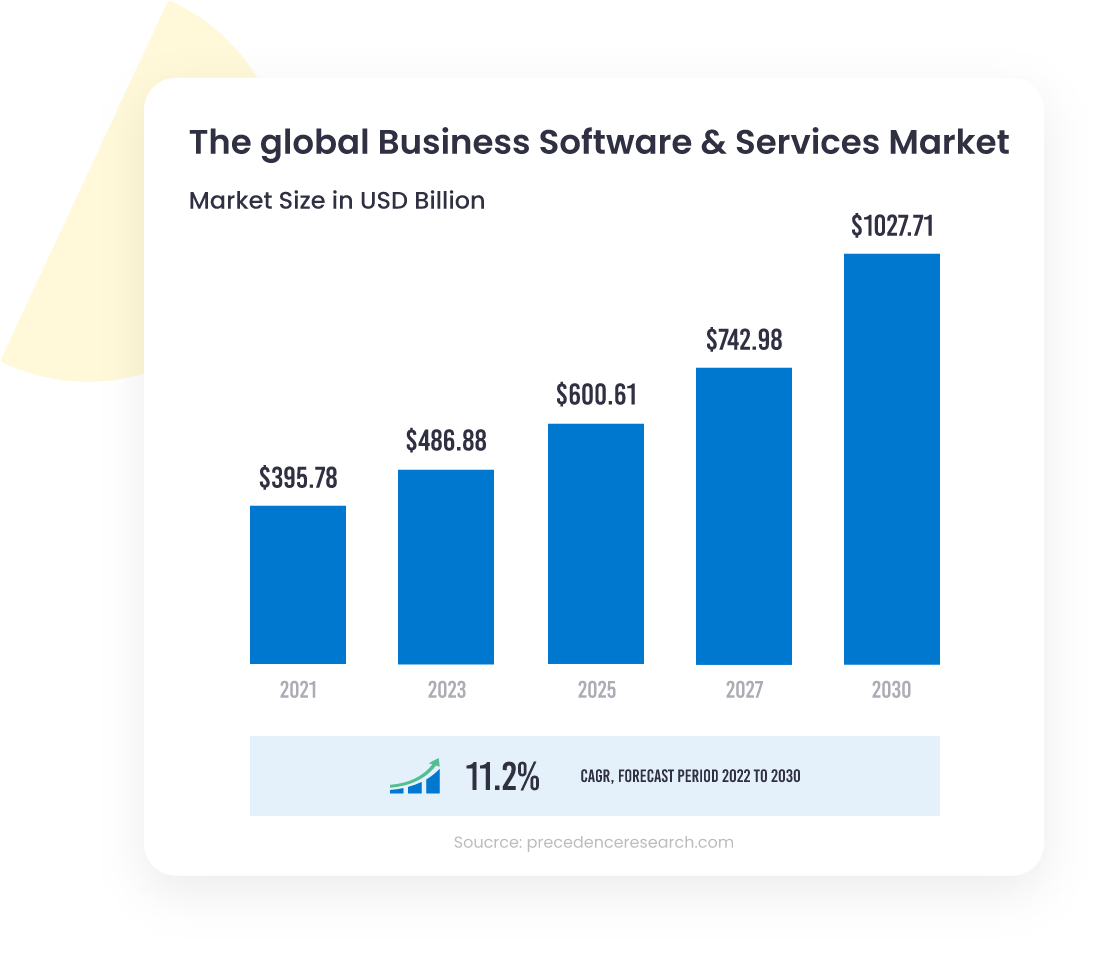 The global Business Software & Services Market
Market Size in USD Billion
$1027.71
$742.98
$600.61
$486.88
$395.78
2021 2023 2025 2027 2030
11.2% CAGR, FORECAST PERIOD 2022 TO 2030
Soucrce: precedenceresearch.com